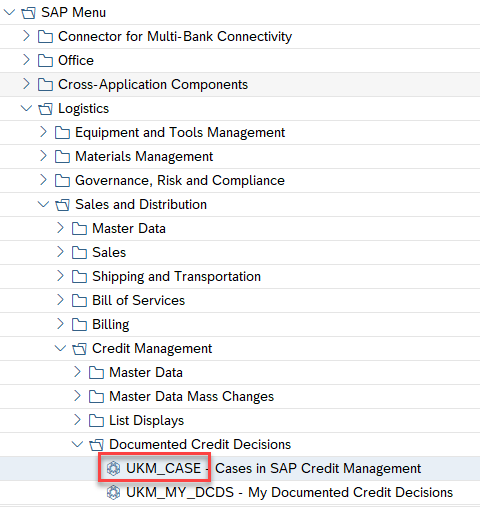 SAP Menu
Connector for Multi-Bank Connectivity
Office
Cross-Application Components
Logistics
Equipment and Tools Management
Materials Management
Governance, Risk and Compliance
Sales and Distribution
Master Data
Sales
Shipping and Transportation
Bill of Services
Billing
Credit Management
Master Data
Master Data Mass Changes
List Displays
Documented Credit Decisions
UKM_CASE - Cases in SAP Credit Management
UKM_MY_DCDS - My Documented Credit Decisions